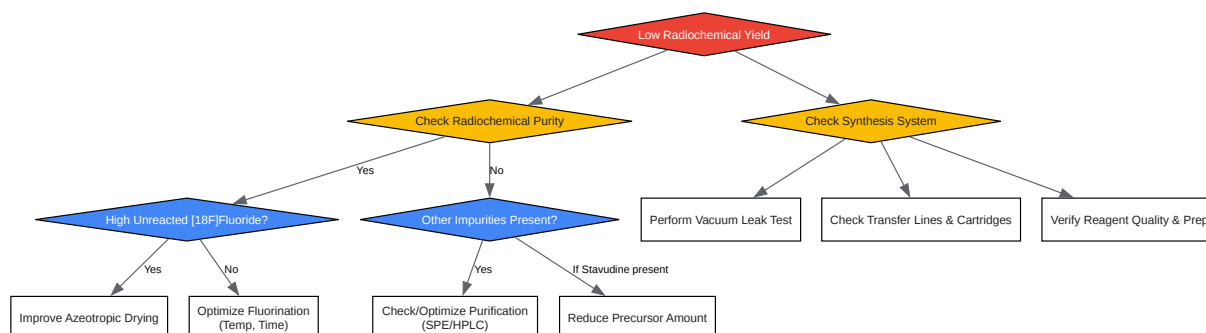 Low Radiochemical Yield
Check Radiochemical Purity
Check Synthesis System
Yes
No
High Unreacted [18F]Fluoride?
Other Impurities Present?
Perform Vacuum Leak Test
Check Transfer Lines & Cartridges
Verify Reagent Quality & Prep
Yes
No
Yes
If Stavudine present
Improve Azeotropic Drying
Optimize Fluorination
(Temp, Time)
Check/Optimize Purification
(SPE/HPLC)
Reduce Precursor Amount